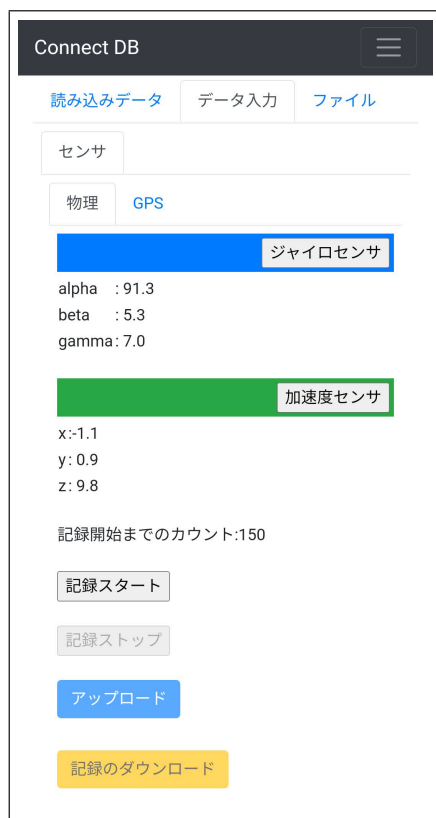 Connect DB
読み込みデータ データ入力 ファイル
センサ
物理 GPS
ジャイロセンサ
alpha : 91.3
beta : 5.3
gamma: 7.0
加速度センサ
x:-1.1
y: 0.9
z: 9.8
記録開始までのカウント:150
記録スタート
記録ストップ
アップロード
記録のダウンロード